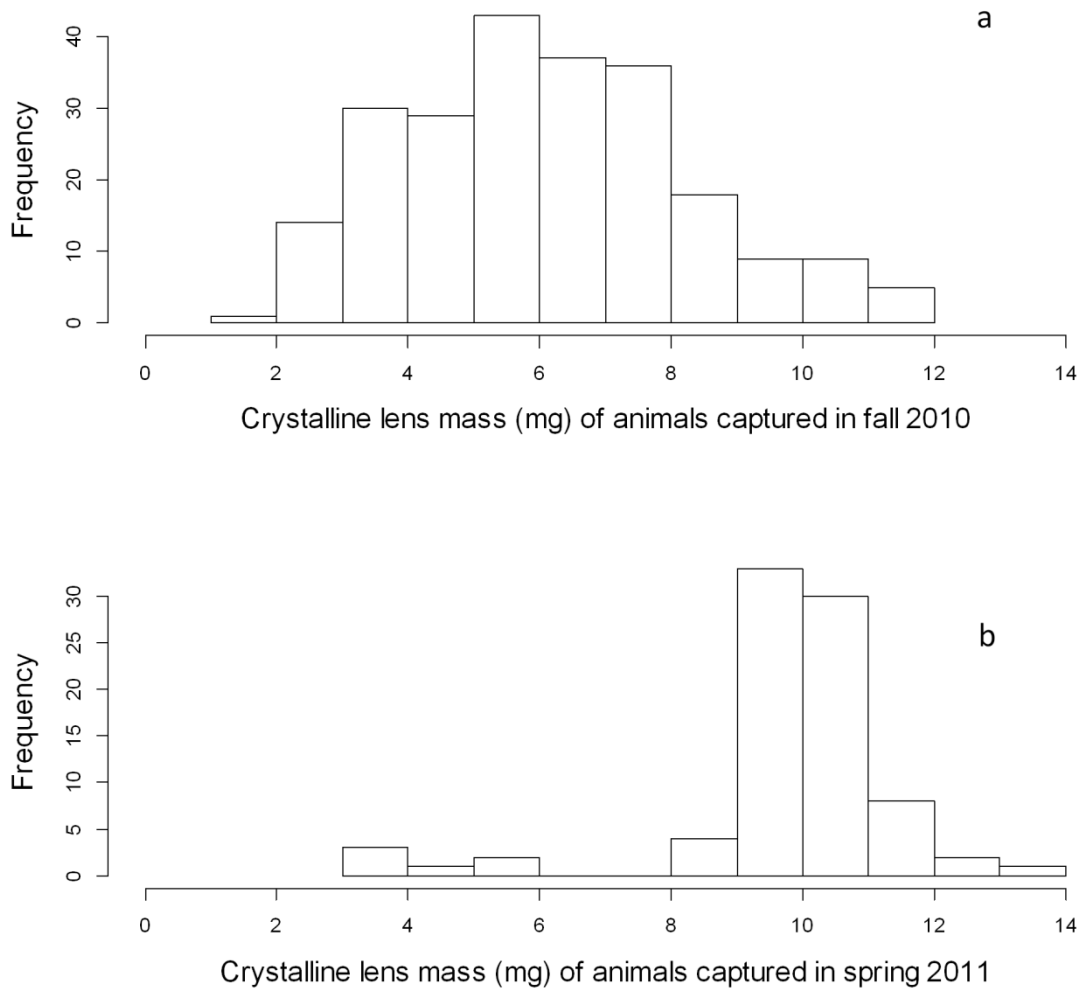 a
Frequency
40
30
20
10
0
0 2 4 6 8 10 12 14
Crystalline lens mass (mg) of animals captured in fall 2010
b
Frequency
30
25
20
15
10
5
0
0 2 4 6 8 10 12 14
Crystalline lens mass (mg) of animals captured in spring 2011